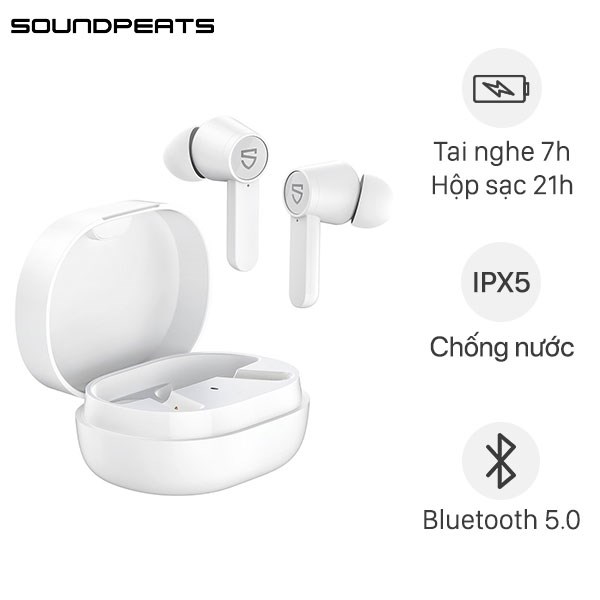 SOUNDPEATS
Tai nghe 7h
Hộp sạc 21h
IPX5
Chống nước
Bluetooth 5.0